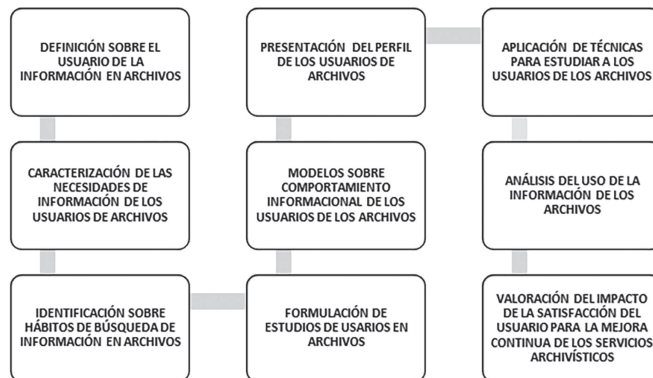 DEFINICIÓN SOBRE EL
USUARIO DE LA
INFORMACIÓN EN ARCHIVOS
CARACTERIZACIÓN DE LAS
NECESIDADES DE
INFORMACIÓN DE LOS
USUARIOS DE ARCHIVOS
IDENTIFICACIÓN SOBRE
HÁBITOS DE BÚSQUEDA DE
INFORMACIÓN EN ARCHIVOS
FORMULACIÓN DE
ESTUDIOS DE USARIOS EN
ARCHIVOS
MODELOS SOBRE
COMPORTAMIENTO
INFORMACIONAL DE LOS
USUARIOS DE LOS ARCHIVOS
PRESENTACIÓN DEL PERFIL
DE LOS USUARIOS DE
ARCHIVOS
APLICACIÓN DE TÉCNICAS
PARA ESTUDIAR A LOS
USUARIOS DE LOS ARCHIVOS
ANÁLISIS DEL USO DE LA
INFORMACIÓN DE LOS
ARCHIVOS
VALORACIÓN DEL IMPACTO
DE LA SATISFACCIÓN DEL
USUARIO PARA LA MEJORA
CONTINUA DE LOS SERVICIOS
ARCHIVÍSTICOS